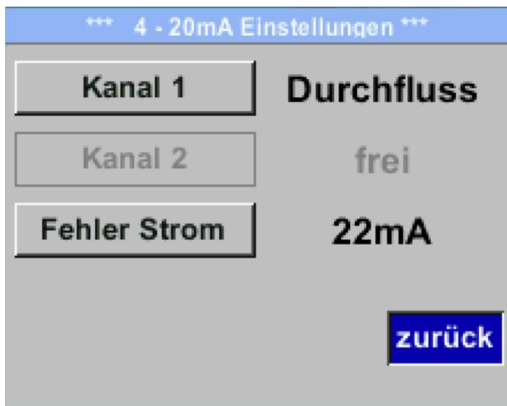 *** 4 - 20mA Einstellungen ***
Kanal 1 Durchfluss
Kanal 2 frei
Fehler Strom 22mA
zurück